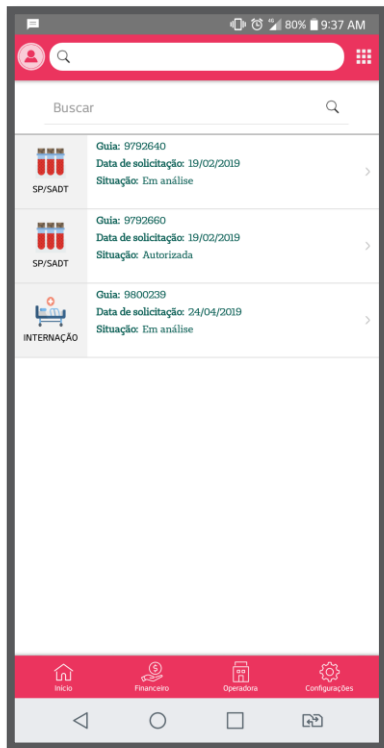 80% 9:37 AM
Buscar
Guia: 9792640
Data de solicitação: 19/02/2019
Situação: Em análise
SP/SADT
Guia: 9792660
Data de solicitação: 19/02/2019
Situação: Autorizada
SP/SADT
Guia: 9800239
Data de solicitação: 24/04/2019
Situação: Em análise
INTERNAÇÃO
Início Financeiro Operadora Configurações